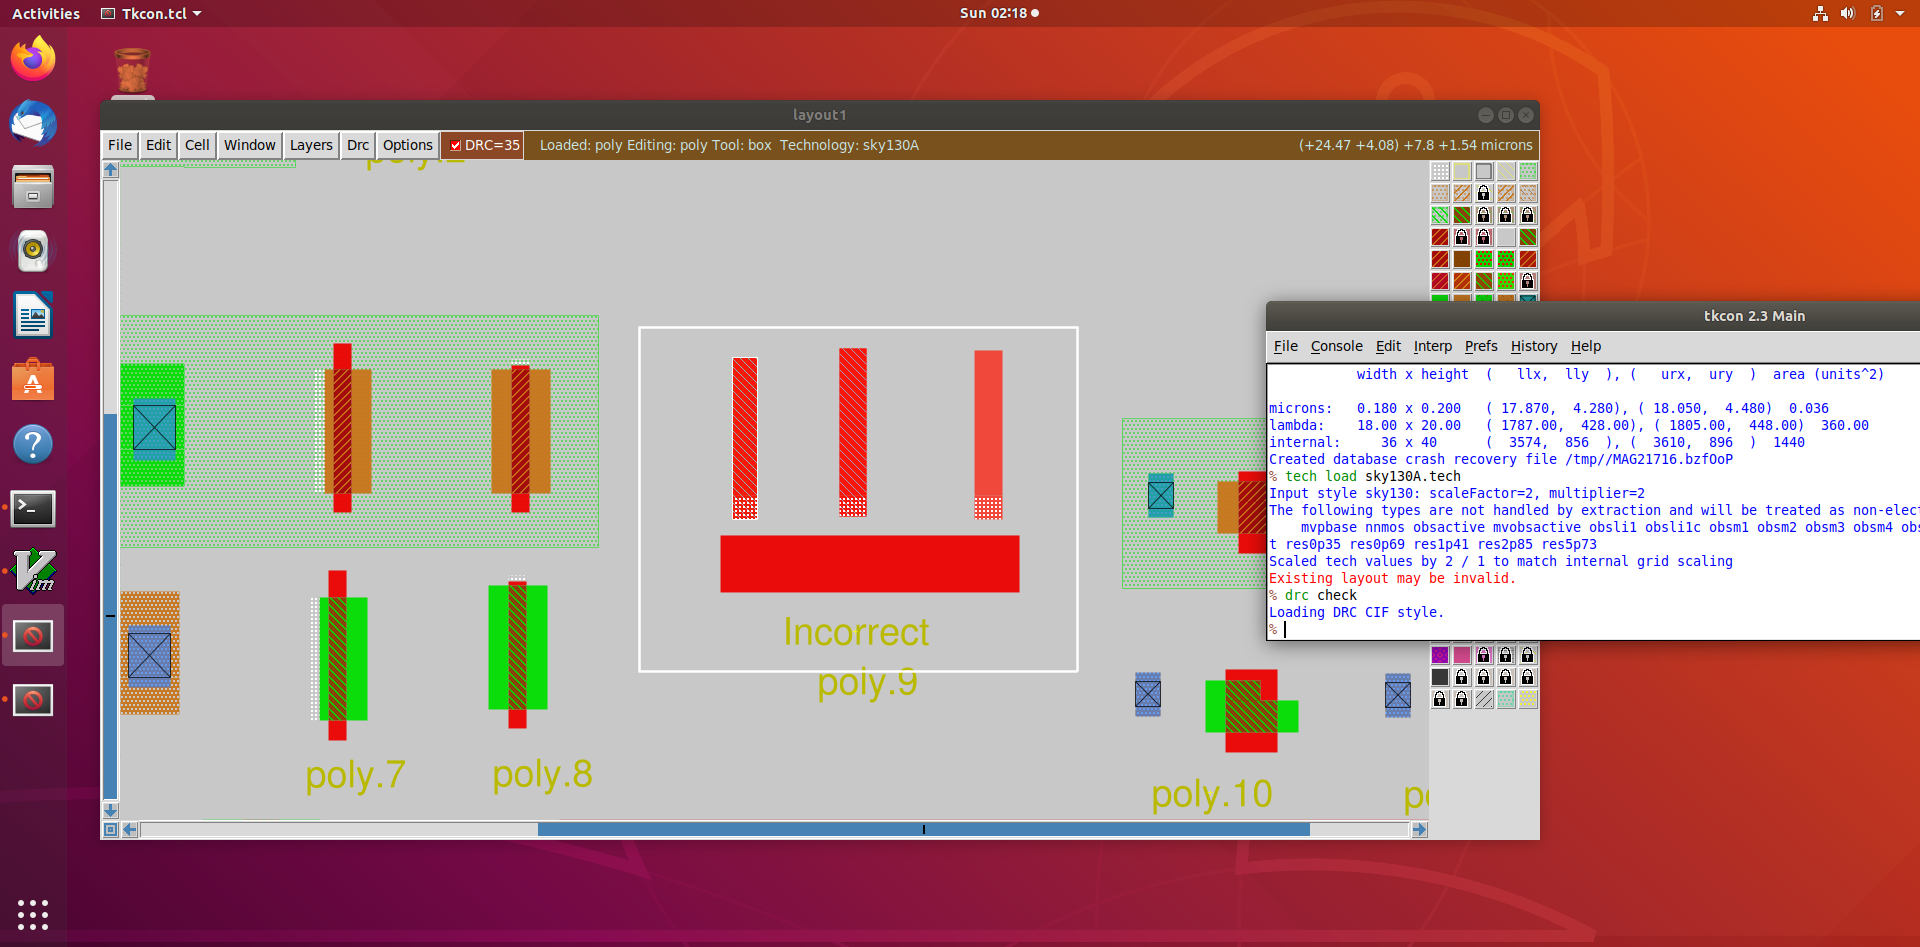 Activities
Tkcon.tcl
Sun 02:18
layout1
File Edit Cell Window Layers Drc Options DRC=35 Loaded: poly Editing: poly Tool: box Technology: sky130A (+24.47 +4.08) +7.8 +1.54 microns
Incorrect
poly.9
poly.7
poly.8
poly.10
tkcon 2.3 Main
File Console Edit Interp Prefs History Help
width x height ( llx, lly ), ( urx, ury ) area (units^2)
microns: 0.180 x 0.200 ( 17.870, 4.280), ( 18.050, 4.480) 0.036
lambda: 18.00 x 20.00 ( 1787.00, 428.00), ( 1805.00, 448.00) 360.00
internal: 36 x 40 ( 3574, 856 ), ( 3610, 896 ) 1440
Created database crash recovery file /tmp//MAG21716.bzfOoP
% tech load sky130A.tech
Input style sky130: scaleFactor=2, multiplier=2
The following types are not handled by extraction and will be treated as non-elect
mvpbase nnmos obsactive mvobsactive obsli1 obsli1c obsm1 obsm2 obsm3 obsm4 obs
t res0p35 res0p69 res1p41 res2p85 res5p73
Scaled tech values by 2 / 1 to match internal grid scaling
Existing layout may be invalid.
% drc check
Loading DRC CIF style.
%